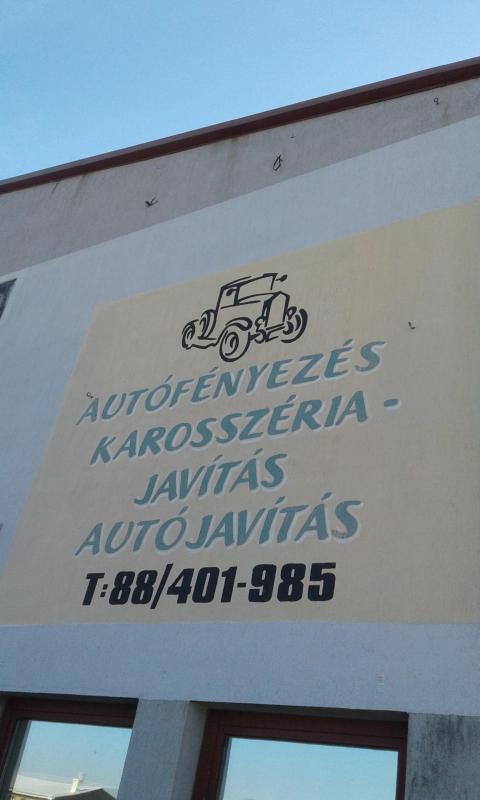 AUTÓFÉNYEZÉS
KAROSSZÉRIA-
JAVÍTÁS
AUTÓJAVÍTÁS
T:88/401-985